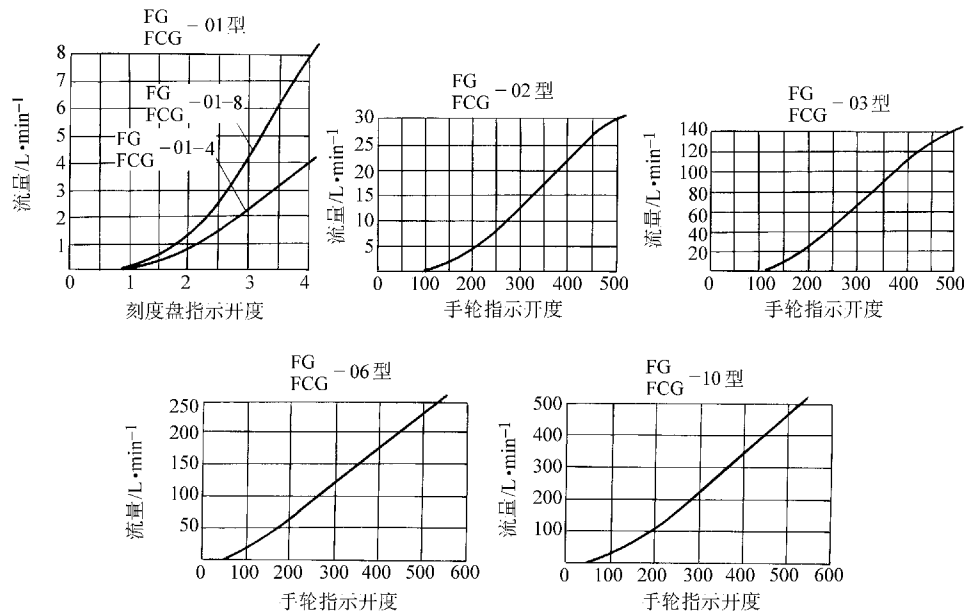 FG
FCG -01型
流量/L·min⁻¹
8
7
6
5
4
3
2
1
FG
FCG -01-8
FG
FCG -01-4
0 1 2 3 4
刻度盘指示开度
FG
FCG -02型
流量/L·min⁻¹
30
25
20
15
10
5
0 100 200 300 400 500
手轮指示开度
FG
FCG -03型
流量/L·min⁻¹
140
120
100
80
60
40
20
0 100 200 300 400 500
手轮指示开度
FG
FCG -06型
流量/L·min⁻¹
250
200
150
100
50
0 100 200 300 400 500 600
手轮指示开度
FG
FCG -10型
流量/L·min⁻¹
500
400
300
200
100
0 100 200 300 400 500 600
手轮指示开度